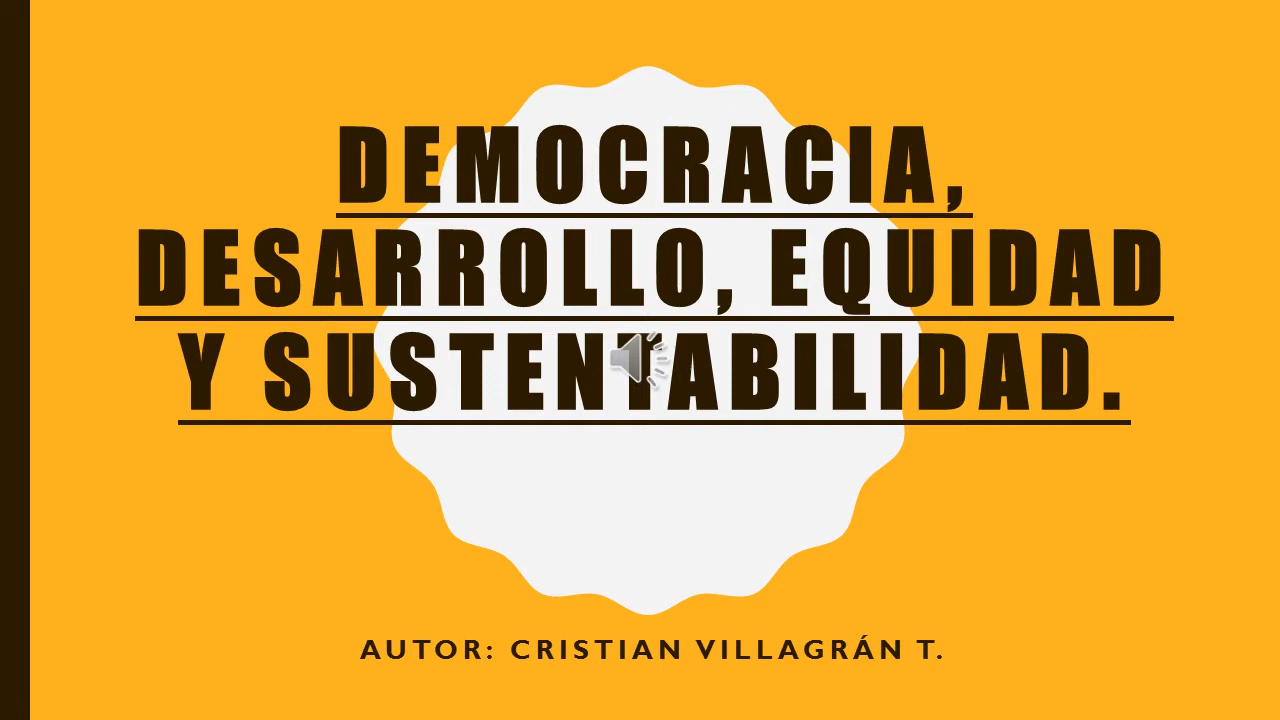 DEMOCRACIA,
DESARROLLO, EQUIDAD
Y SUSTENTABILIDAD.
AUTOR: CRISTIAN VILLAGRÁN T.